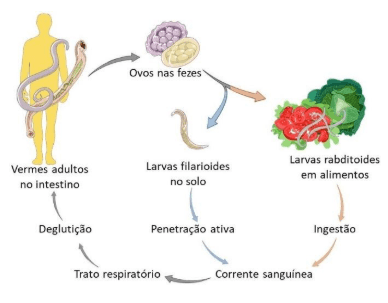 Ovos nas fezes
Vermes adultos
no intestino
Larvas filarioides
no solo
Larvas rabditoides
em alimentos
Deglutição
Penetração ativa
Ingestão
Trato respiratório
Corrente sanguínea